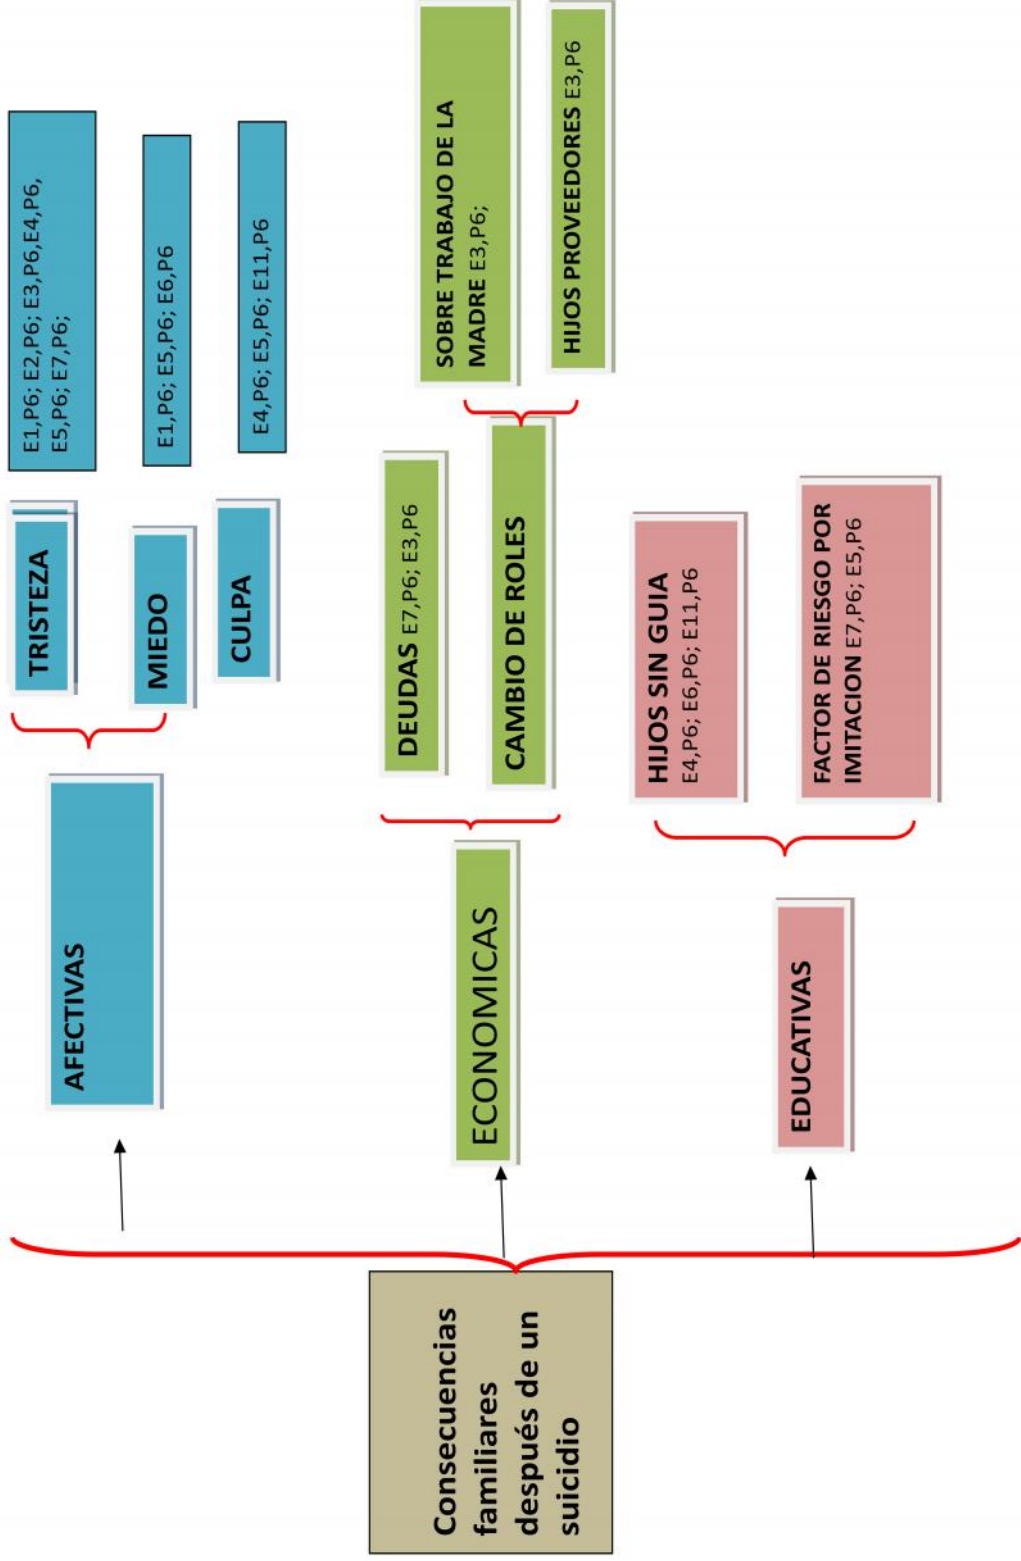 Consecuencias
familiares
después de un
suicidio
AFECTIVAS
TRISTEZA
E1,P6; E2,P6; E3,P6,E4,P6,
E5,P6; E7,P6;
MIEDO
E1,P6; E5,P6; E6,P6
CULPA
E4,P6; E5,P6; E11,P6
ECONOMICAS
DEUDAS E7,P6; E3,P6
CAMBIO DE ROLES
SOBRE TRABAJO DE LA
MADRE E3,P6;
HIJOS PROVEEDORES E3,P6
EDUCATIVAS
HIJOS SIN GUIA
E4,P6; E6,P6; E11,P6
FACTOR DE RIESGO POR
IMITACION E7,P6; E5,P6